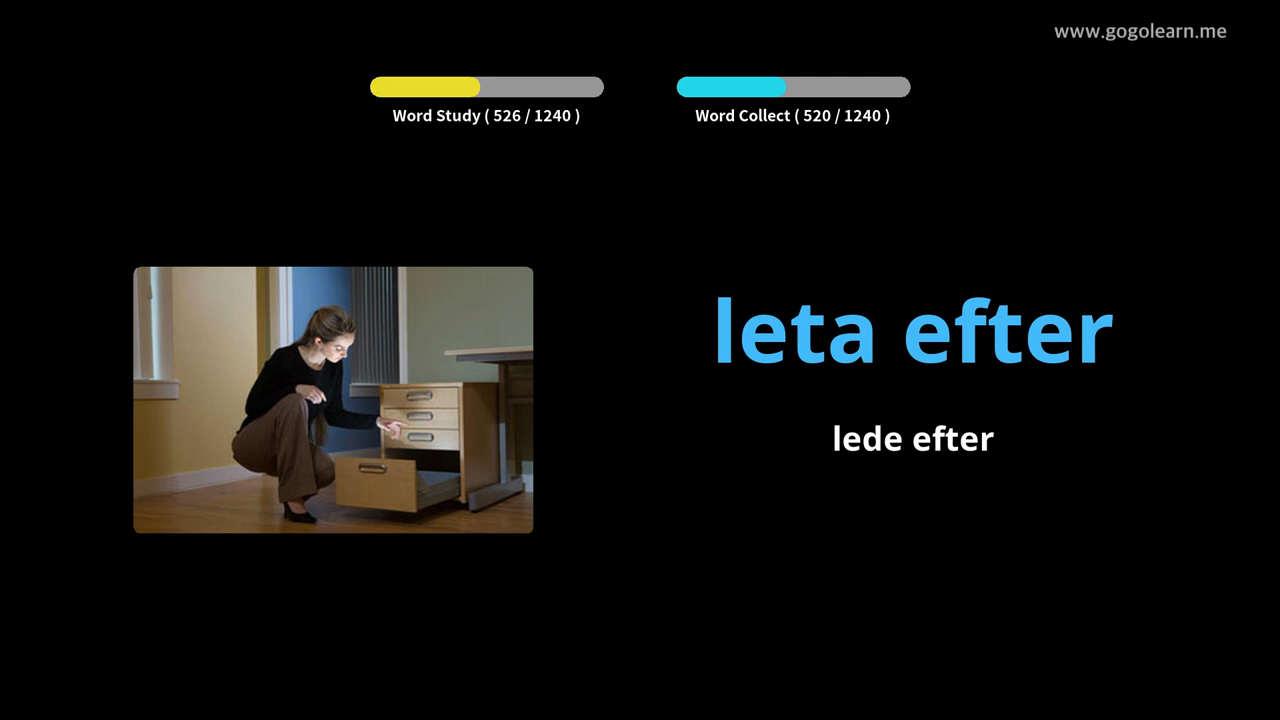 www.gogolearn.me
Word Study ( 526 / 1240 )
Word Collect ( 520 / 1240 )
leta efter
lede efter